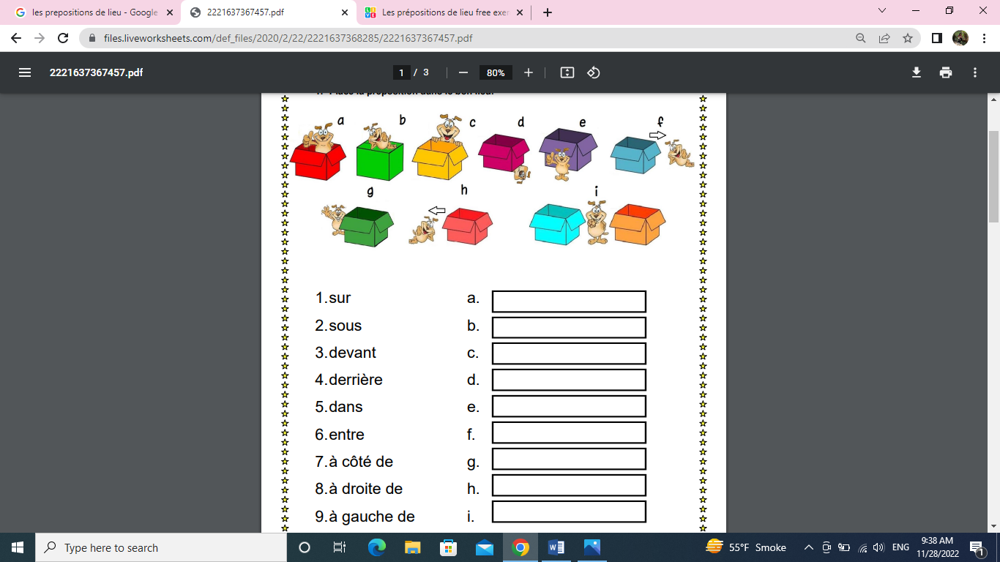 les prepositions de lieu - Google
2221637367457.pdf
Les prépositions de lieu free exer
files.liveworksheets.com/def_files/2020/2/22/2221637368285/2221637367457.pdf
2221637367457.pdf
1 / 3
80%
a b c d e f
g h i
1.sur a.
2.sous b.
3.devant c.
4.derrière d.
5.dans e.
6.entre f.
7.à côté de g.
8.à droite de h.
9.à gauche de i.
Type here to search
55°F Smoke
ENG
9:38 AM
11/28/2022
1